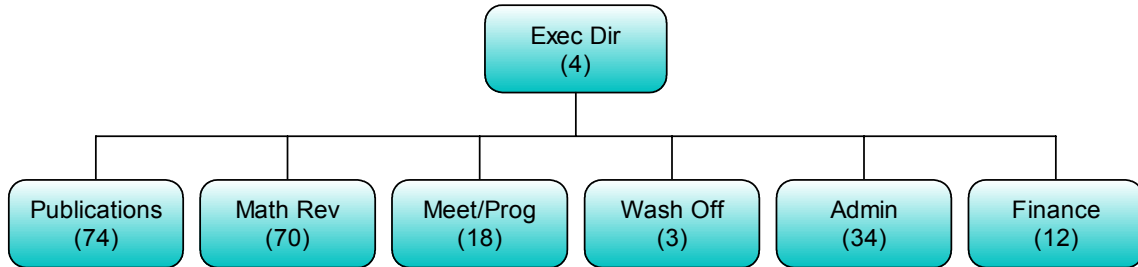 Exec Dir
(4)
Publications
(74)
Math Rev
(70)
Meet/Prog
(18)
Wash Off
(3)
Admin
(34)
Finance
(12)